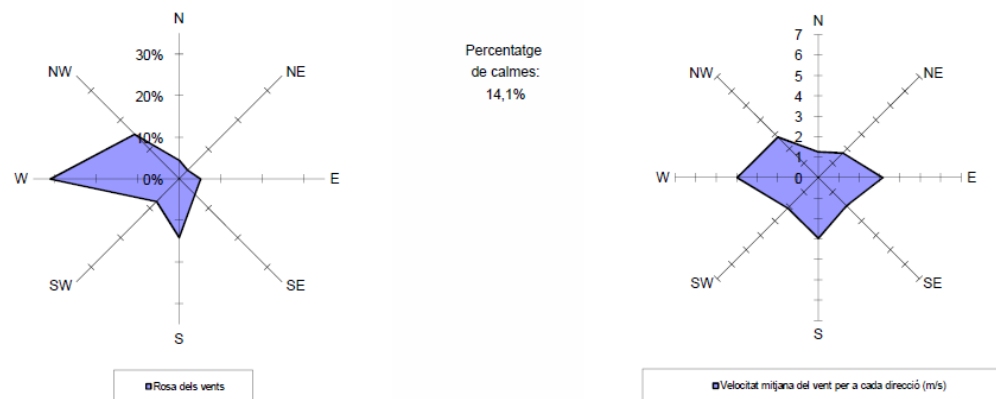 N
30%
20%
10%
0%
NW
NE
W
E
SW
SE
S
Rosa dels vents
Percentatge
de calmes:
14,1%
N
7
6
5
4
3
2
1
0
NW
NE
W
E
SW
SE
S
Velocitat mitjana del vent per a cada direcció (m/s)